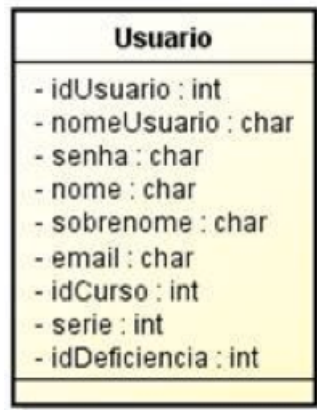 Usuario
- idUsuario : int
- nomeUsuario : char
- senha : char
- nome : char
- sobrenome : char
- email : char
- idCurso : int
- serie : int
- idDeficiencia : int